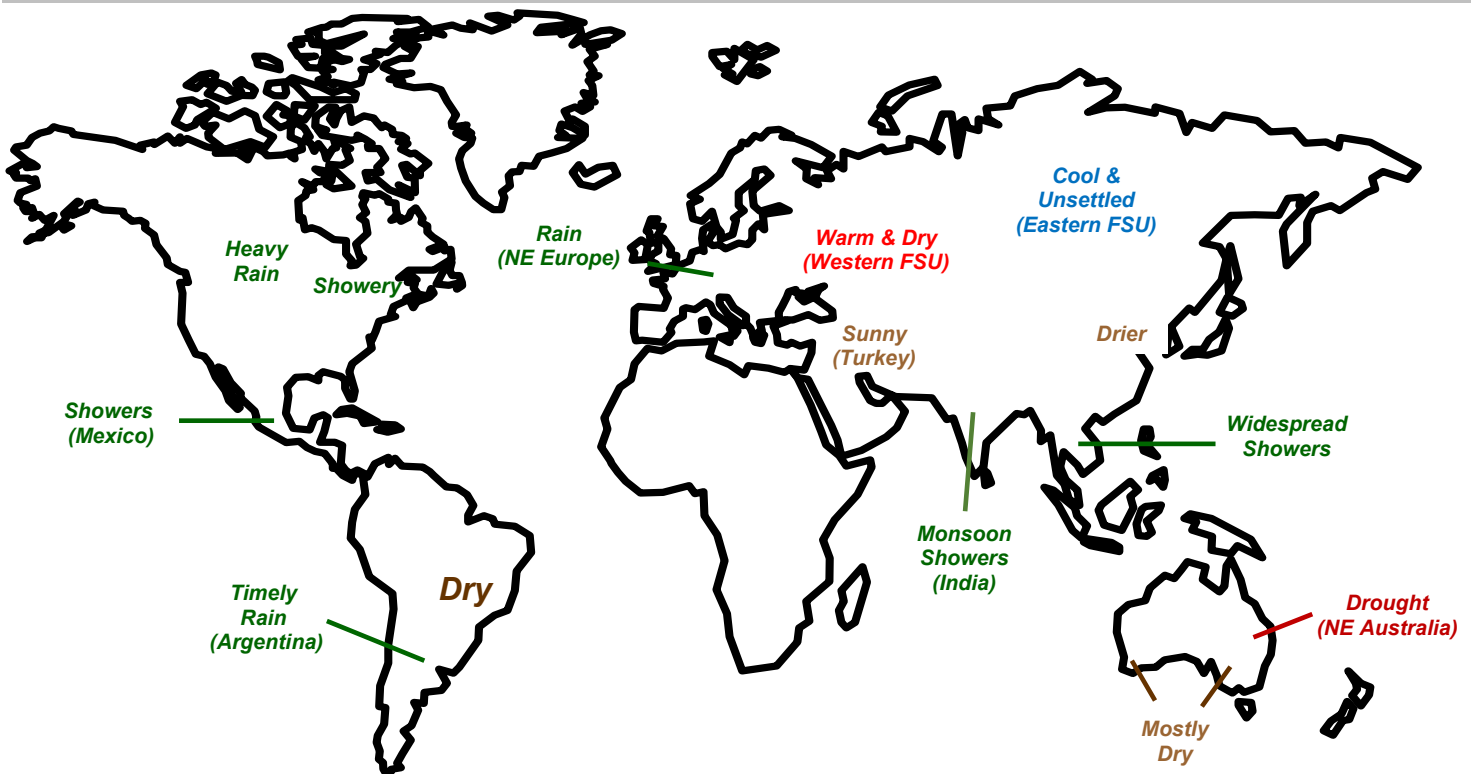 Cool &
Unsettled
(Eastern FSU)
Rain
(NE Europe)
Warm & Dry
(Western FSU)
Heavy
Rain
Showery
Sunny
(Turkey)
Drier
Showers
(Mexico)
Widespread
Showers
Monsoon
Showers
(India)
Dry
Timely
Rain
(Argentina)
Drought
(NE Australia)
Mostly
Dry